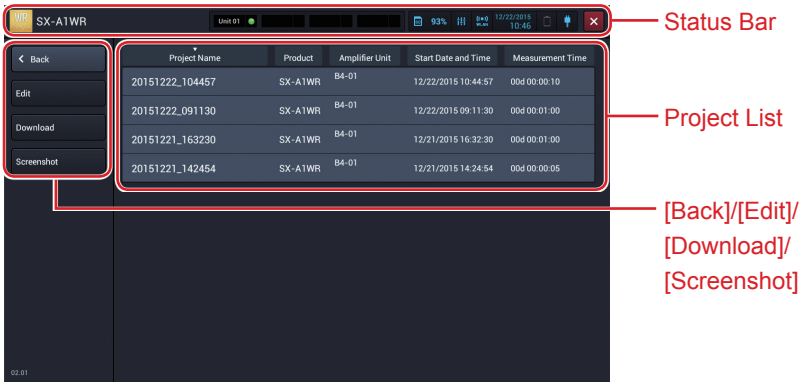 WR SX-A1WR Unit 01 93% WLAN 12/22/2015 10:46
Status Bar
Back
Edit
Download
Screenshot
Project Name Product Amplifier Unit Start Date and Time Measurement Time
20151222_104457 SX-A1WR B4-01 12/22/2015 10:44:57 00d 00:00:10
20151222_091130 SX-A1WR B4-01 12/22/2015 09:11:30 00d 00:01:00
20151221_163230 SX-A1WR B4-01 12/21/2015 16:32:30 00d 00:01:00
20151221_142454 SX-A1WR B4-01 12/21/2015 14:24:54 00d 00:00:05
Project List
[Back]/[Edit]/
[Download]/
[Screenshot]
02.01